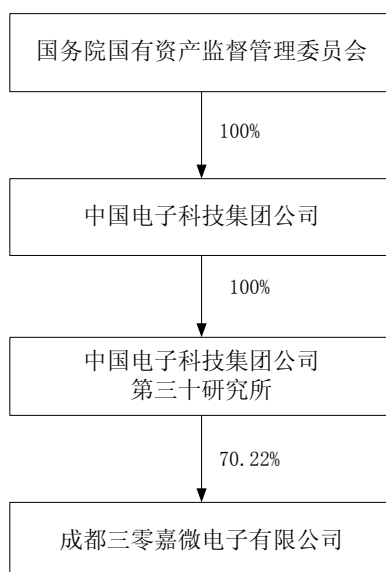 国务院国有资产监督管理委员会
100%
中国电子科技集团公司
100%
中国电子科技集团公司
第三十研究所
70.22%
成都三零嘉微电子有限公司